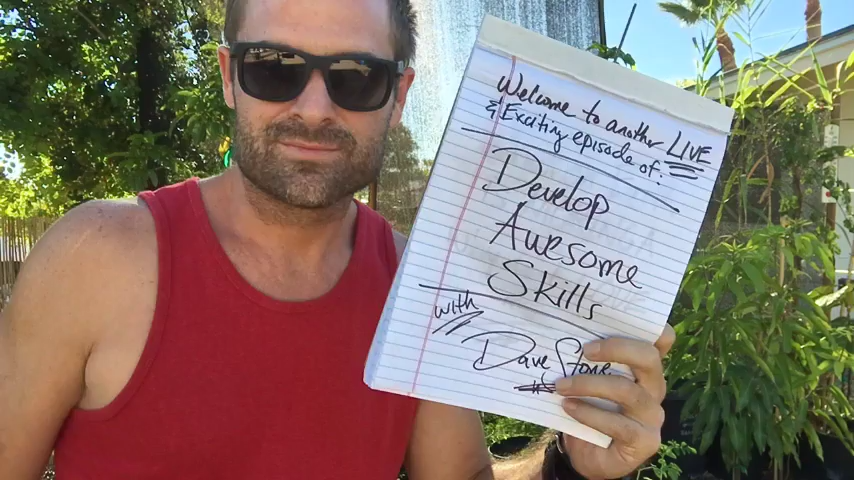 Welcome to another LIVE
& Exciting episode of:
Develop
Awesome
Skills
with
Dave Stone